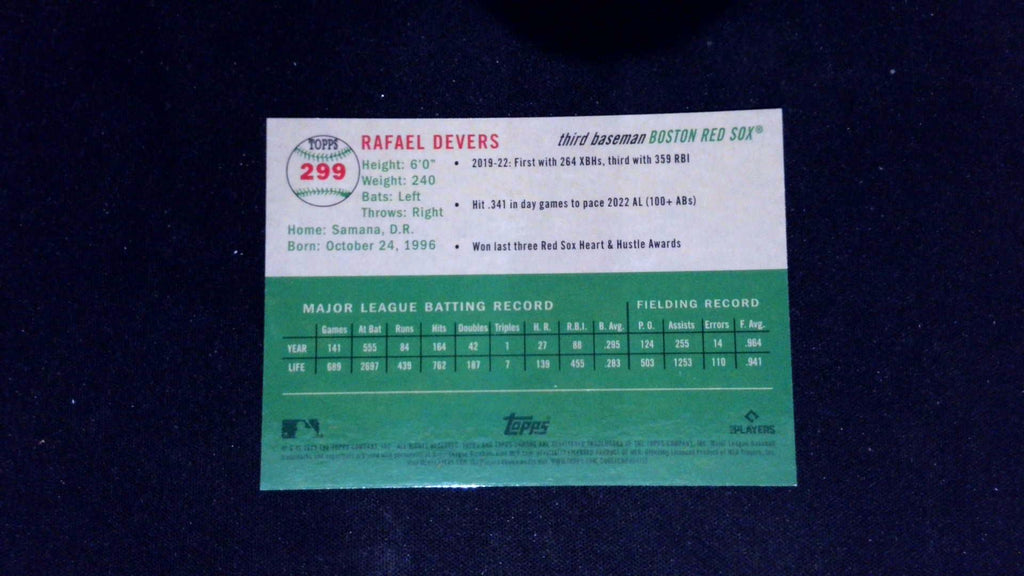 TOPPS
299
RAFAEL DEVERS
third baseman BOSTON RED SOX®
Height: 6'0"
Weight: 240
Bats: Left
Throws: Right
Home: Samana, D.R.
Born: October 24, 1996
• 2019-22: First with 264 XBHs, third with 359 RBI
• Hit .341 in day games to pace 2022 AL (100+ ABs)
• Won last three Red Sox Heart & Hustle Awards
MAJOR LEAGUE BATTING RECORD FIELDING RECORD
Games At Bat Runs Hits Doubles Triples H. R. R.B.I. B. Avg. P. O. Assists Errors F. Avg.
YEAR 141 555 84 164 42 1 27 88 .295 124 255 14 .964
LIFE 689 2697 439 762 187 7 139 455 .283 503 1253 110 .941
Topps
PLAYERS